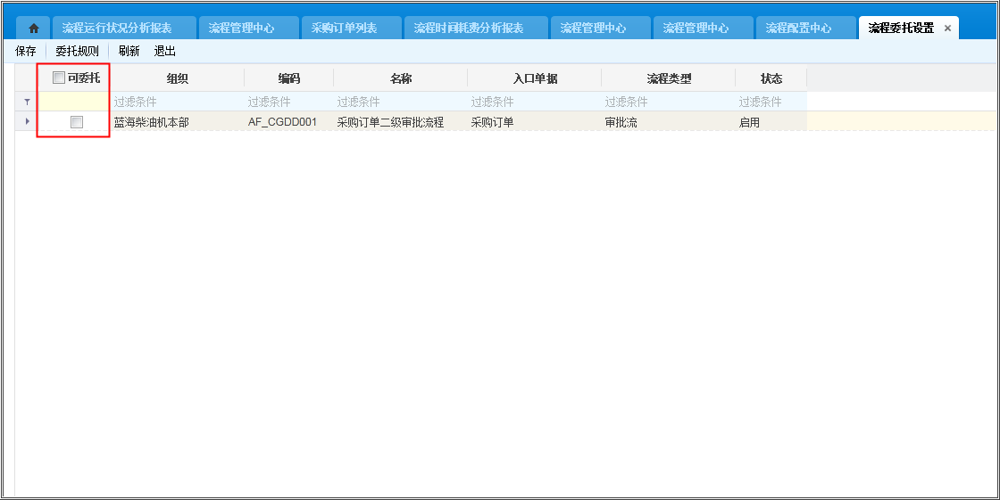 流程运行状况分析报表 流程管理中心 采购订单列表 流程时间耗费分析报表 流程管理中心 流程管理中心 流程配置中心 流程委托设置 ×
保存 委托规则 刷新 退出
可委托 组织 编码 名称 入口单据 流程类型 状态
过滤条件 过滤条件 过滤条件 过滤条件 过滤条件 过滤条件
蓝海柴油机本部 AF_CGDD001 采购订单二级审批流程 采购订单 审批流 启用